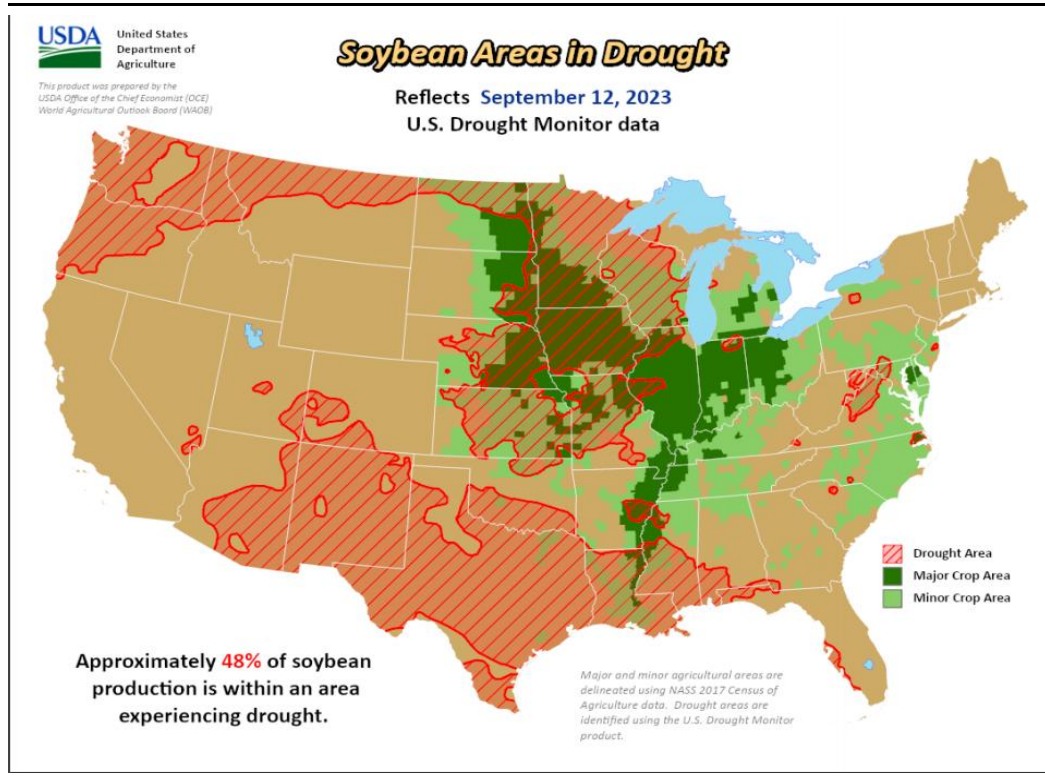 USDA
United States
Department of
Agriculture
This product was prepared by the
USDA Office of the Chief Economist (OCE)
World Agricultural Outlook Board (WAOB)
Soybean Areas in Drought
Reflects September 12, 2023
U.S. Drought Monitor data
Drought Area
Major Crop Area
Minor Crop Area
Approximately 48% of soybean
production is within an area
experiencing drought.
Major and minor agricultural areas are
delineated using NASS 2017 Census of
Agriculture data. Drought areas are
identified using the U.S. Drought Monitor
product.